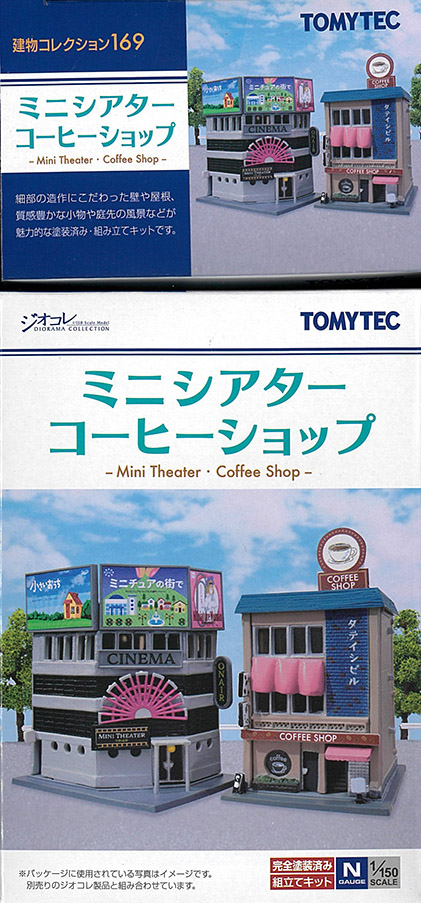 TOMYTEC
建物コレクション169
ミニシアター
コーヒーショップ
– Mini Theater・Coffee Shop –
細部の造作にこだわった壁や屋根、
質感豊かな小物や庭先の風景などが
魅力的な塗装済み・組み立てキットです。
ミニチュアの街で
CINEMA
COFFEE SHOP
タテインビル
COFFEE SHOP
ジオコレ
1/150 Scale Model
DIORAMA COLLECTION
TOMYTEC
ミニシアター
コーヒーショップ
– Mini Theater・Coffee Shop –
ミニチュアの街で
CINEMA
ON AIR
MINI THEATER
COFFEE
SHOP
タテインビル
COFFEE SHOP
COFFEE
※パッケージに使用されている写真はイメージです。
別売りのジオコレ製品と組み合わせています。
完全塗装済み
組立てキット
N
GAUGE
1/150
SCALE